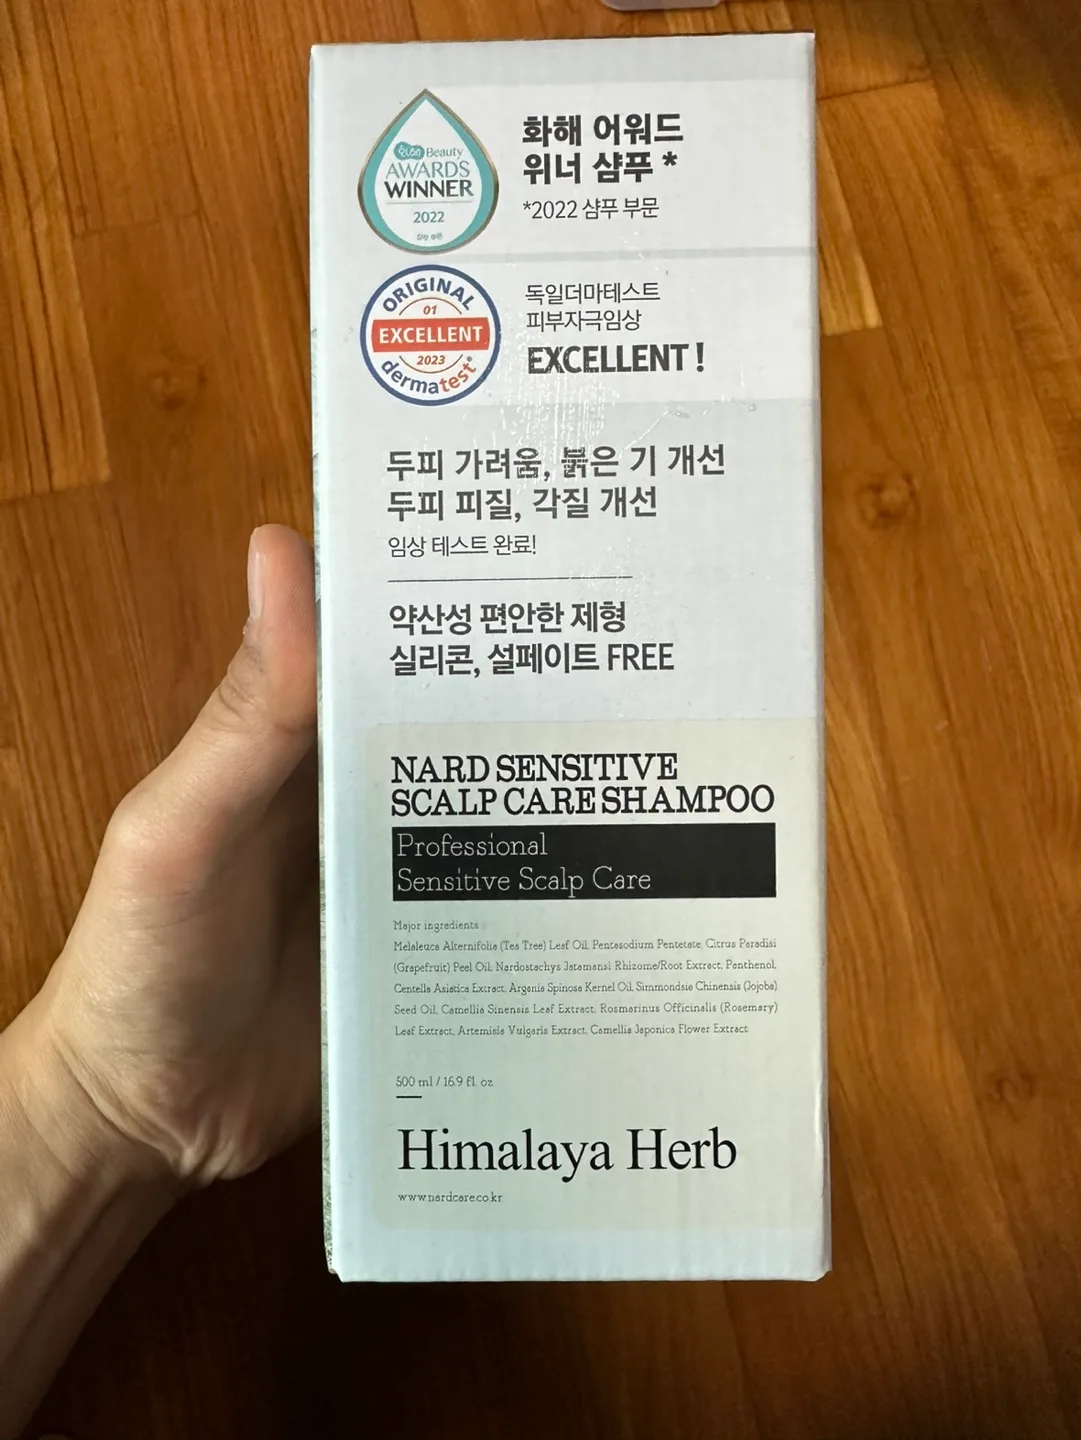 화해 Beauty
AWARDS
WINNER
2022
샴푸 부문
화해 어워드
위너 샴푸 *
*2022 샴푸 부문
ORIGINAL
01
EXCELLENT
2023
dermatest®
독일더마테스트
피부자극임상
EXCELLENT !
두피 가려움, 붉은 기 개선
두피 피질, 각질 개선
임상 테스트 완료!
약산성 편안한 제형
실리콘, 설페이트 FREE
NARD SENSITIVE
SCALP CARE SHAMPOO
Professional
Sensitive Scalp Care
Major ingredients
Melaleuca Alternifolia (Tea Tree) Leaf Oil, Pentasodium Pentetate, Citrus Paradisi
(Grapefruit) Peel Oil, Nardostachys Jatamansi Rhizome/Root Extract, Panthenol,
Centella Asiatica Extract, Argania Spinosa Kernel Oil, Simmondsia Chinensis (Jojoba)
Seed Oil, Camellia Sinensis Leaf Extract, Rosmarinus Officinalis (Rosemary)
Leaf Extract, Artemisia Vulgaris Extract, Camellia Japonica Flower Extract
500 ml / 16.9 fl. oz
Himalaya Herb
www.nardcare.co.kr